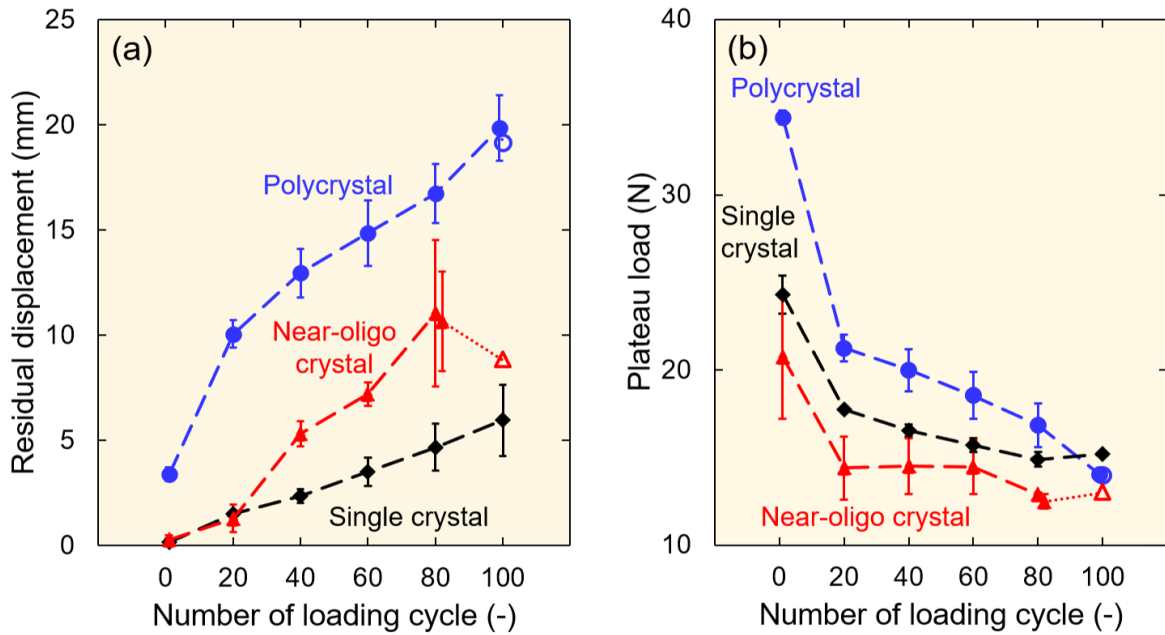 (a)
Residual displacement (mm)
25
20
15
10
5
0
Polycrystal
Near-oligo
crystal
Single crystal
0 20 40 60 80 100
Number of loading cycle (-)
(b)
Plateau load (N)
40
30
20
10
Polycrystal
Single
crystal
Near-oligo crystal
0 20 40 60 80 100
Number of loading cycle (-)